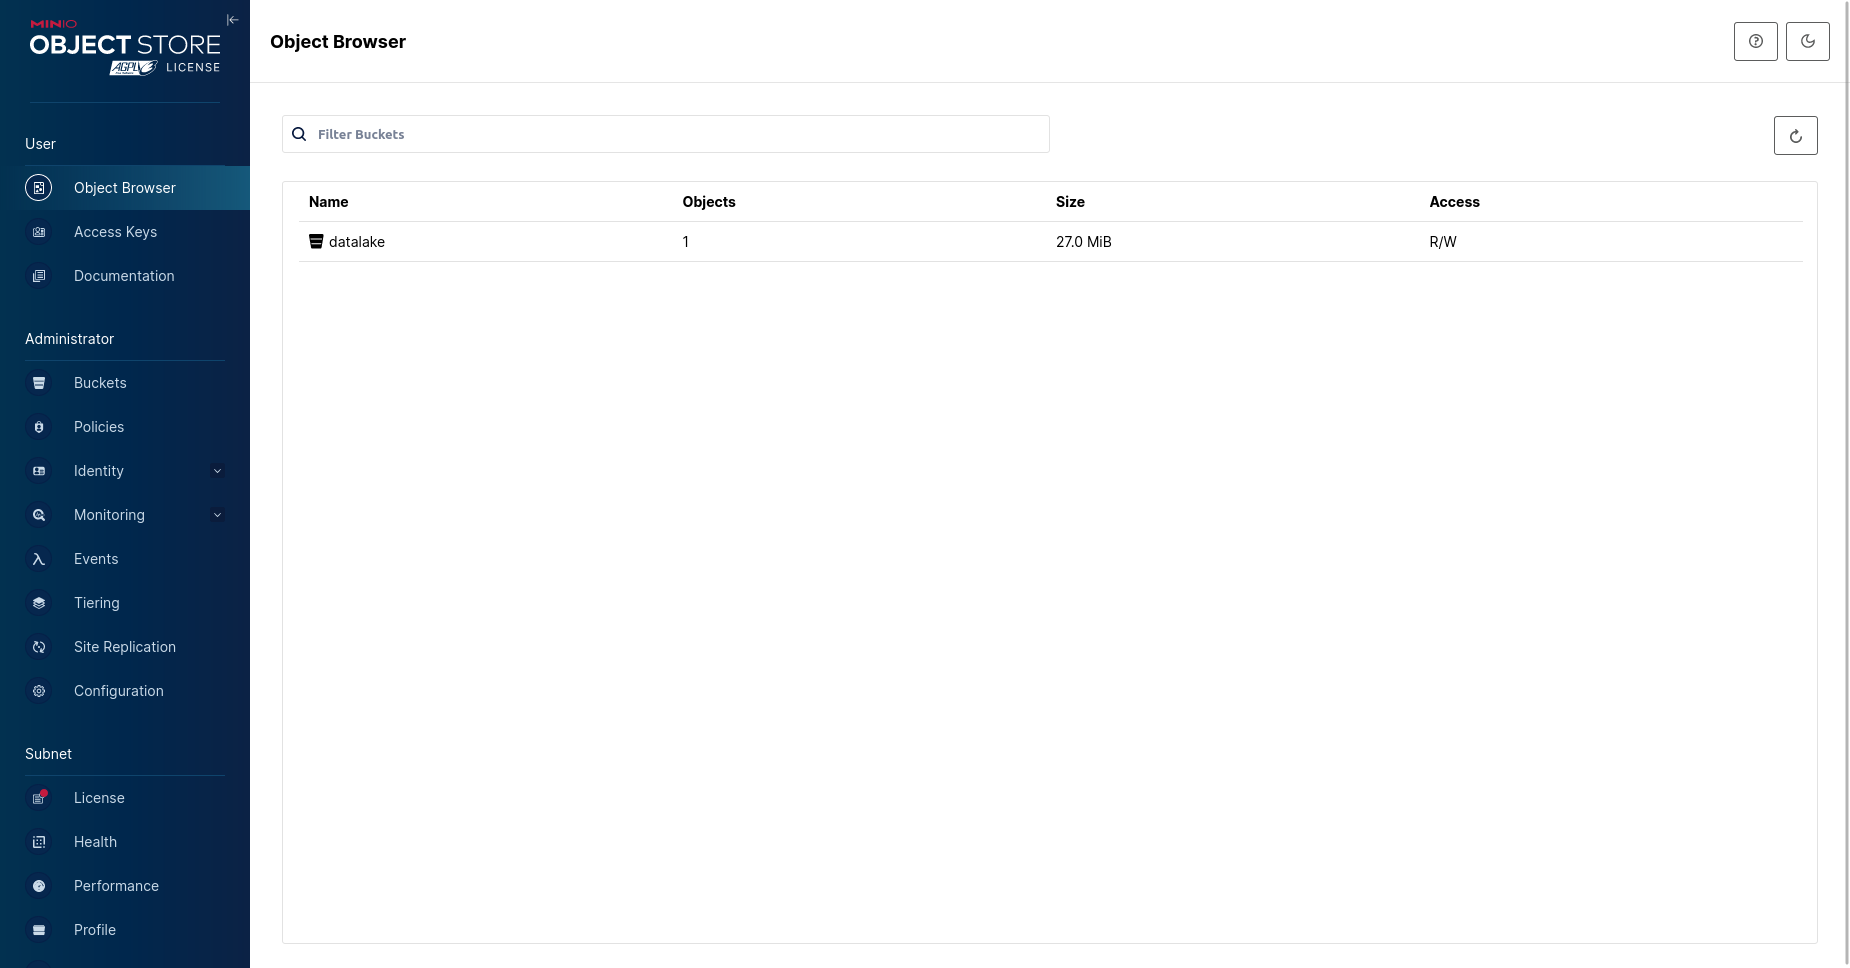 MINIO
OBJECT STORE
AGPL LICENSE
User
Object Browser
Access Keys
Documentation
Administrator
Buckets
Policies
Identity
Monitoring
Events
Tiering
Site Replication
Configuration
Subnet
License
Health
Performance
Profile
Object Browser
Filter Buckets
Name Objects Size Access
datalake 1 27.0 MiB R/W